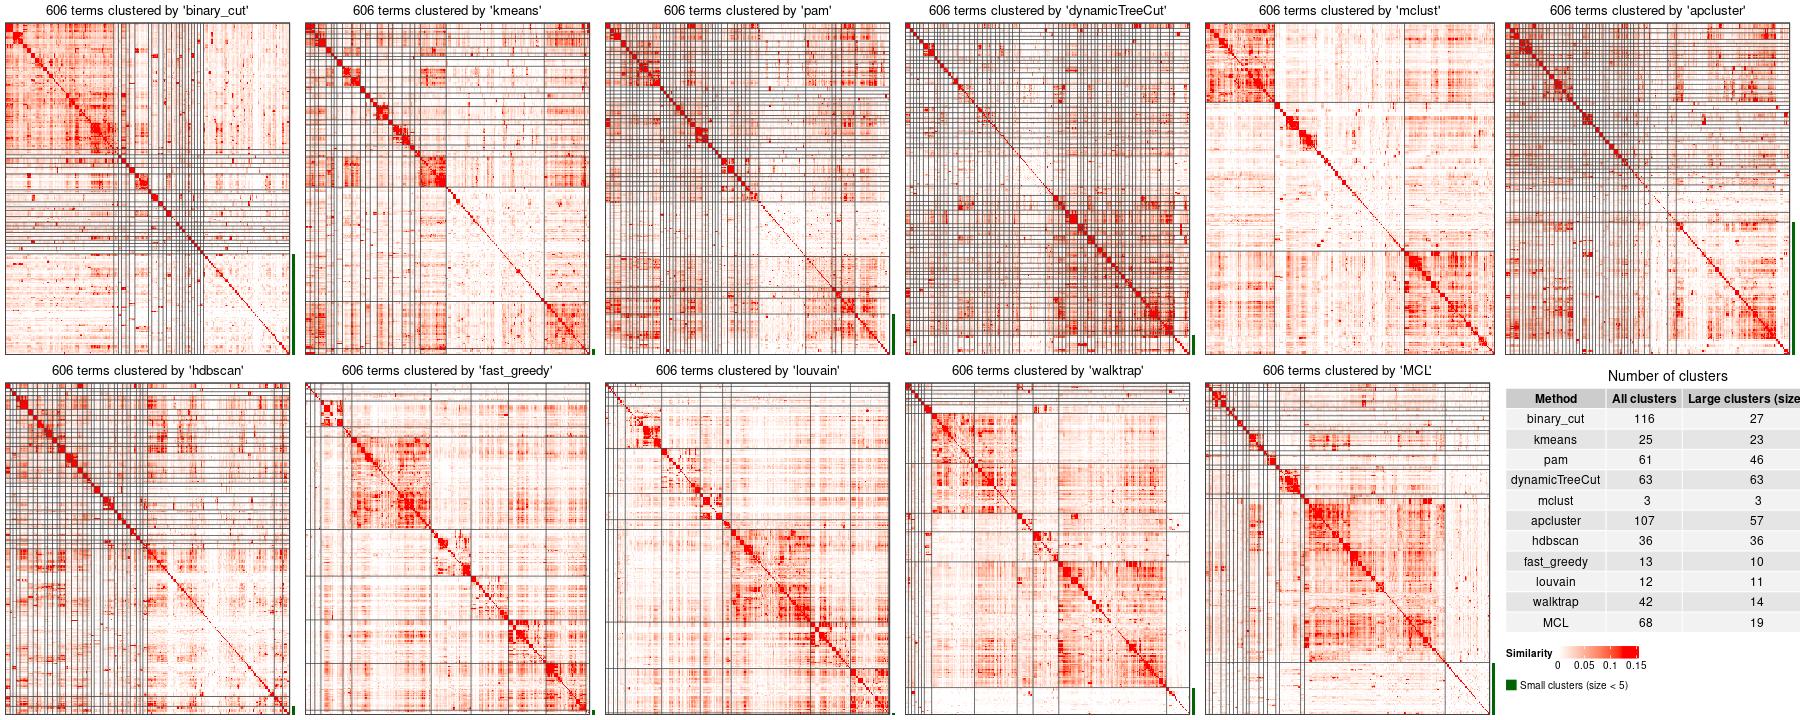 606 terms clustered by 'binary_cut'
606 terms clustered by 'kmeans'
606 terms clustered by 'pam'
606 terms clustered by 'dynamicTreeCut'
606 terms clustered by 'mclust'
606 terms clustered by 'apcluster'
606 terms clustered by 'hdbscan'
606 terms clustered by 'fast_greedy'
606 terms clustered by 'louvain'
606 terms clustered by 'walktrap'
606 terms clustered by 'MCL'
Number of clusters
Method All clusters Large clusters (size
binary_cut 116 27
kmeans 25 23
pam 61 46
dynamicTreeCut 63 63
mclust 3 3
apcluster 107 57
hdbscan 36 36
fast_greedy 13 10
louvain 12 11
walktrap 42 14
MCL 68 19
Similarity
0 0.05 0.1 0.15
Small clusters (size < 5)